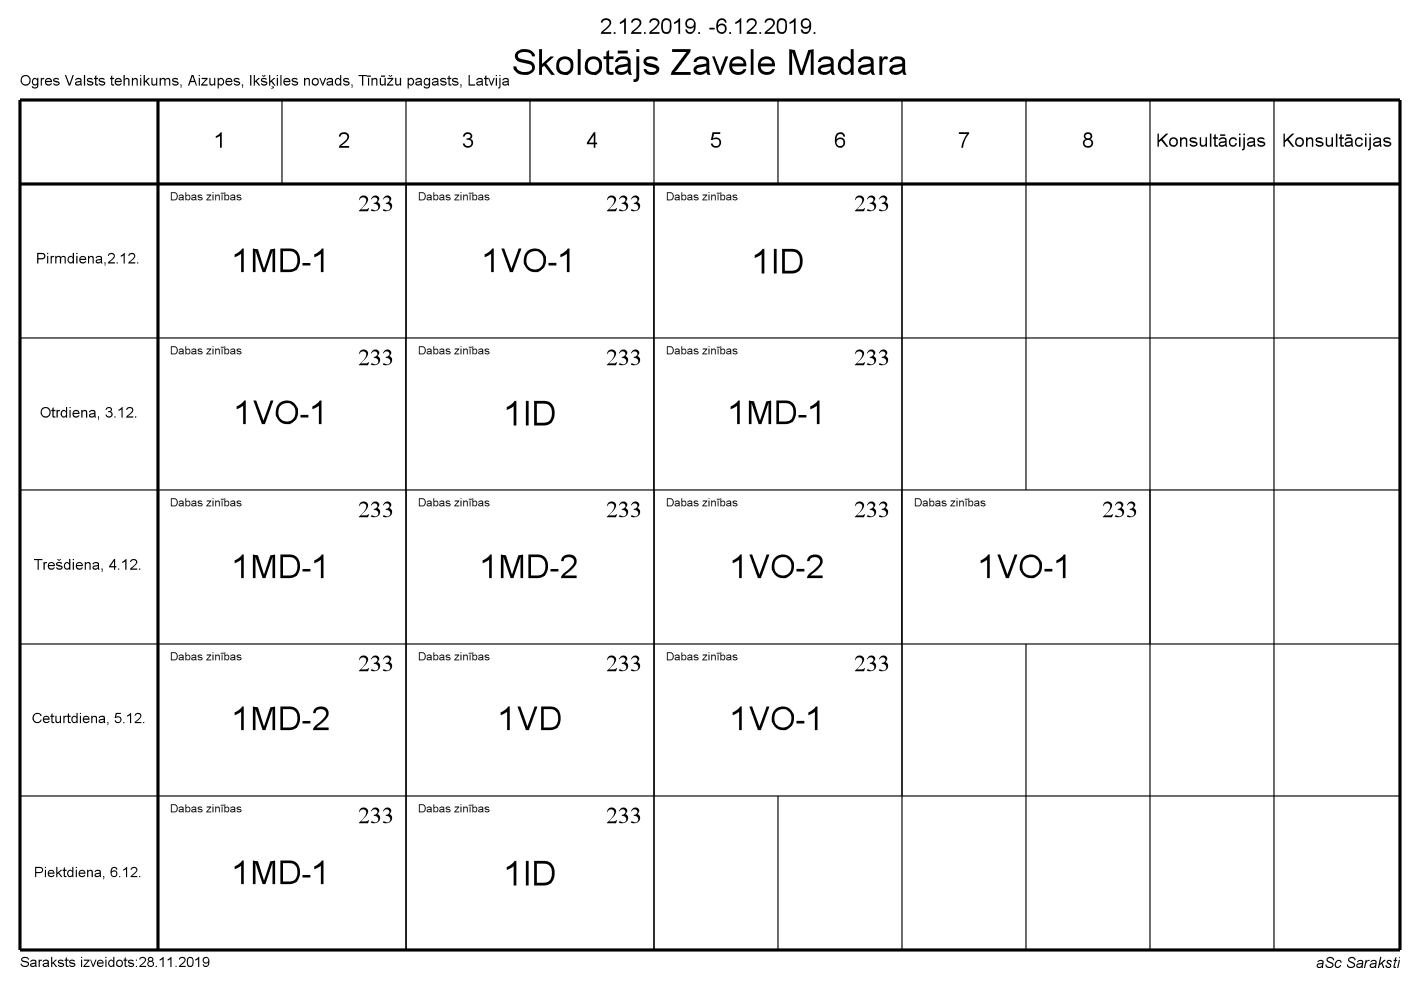 2.12.2019. -6.12.2019.
Skolotājs Zavele Madara
Ogres Valsts tehnikums, Aizupes, Ikšķiles novads, Tīnūžu pagasts, Latvija
1 2 3 4 5 6 7 8 Konsultācijas Konsultācijas
Dabas zinības 233 Dabas zinības 233 Dabas zinības 233
Pirmdiena,2.12. 1MD-1 1VO-1 1ID
Dabas zinības 233 Dabas zinības 233 Dabas zinības 233
Otrdiena, 3.12. 1VO-1 1ID 1MD-1
Dabas zinības 233 Dabas zinības 233 Dabas zinības 233 Dabas zinības 233
Trešdiena, 4.12. 1MD-1 1MD-2 1VO-2 1VO-1
Dabas zinības 233 Dabas zinības 233 Dabas zinības 233
Ceturtdiena, 5.12. 1MD-2 1VD 1VO-1
Dabas zinības 233 Dabas zinības 233
Piektdiena, 6.12. 1MD-1 1ID
Saraksts izveidots:28.11.2019 aSc Saraksti